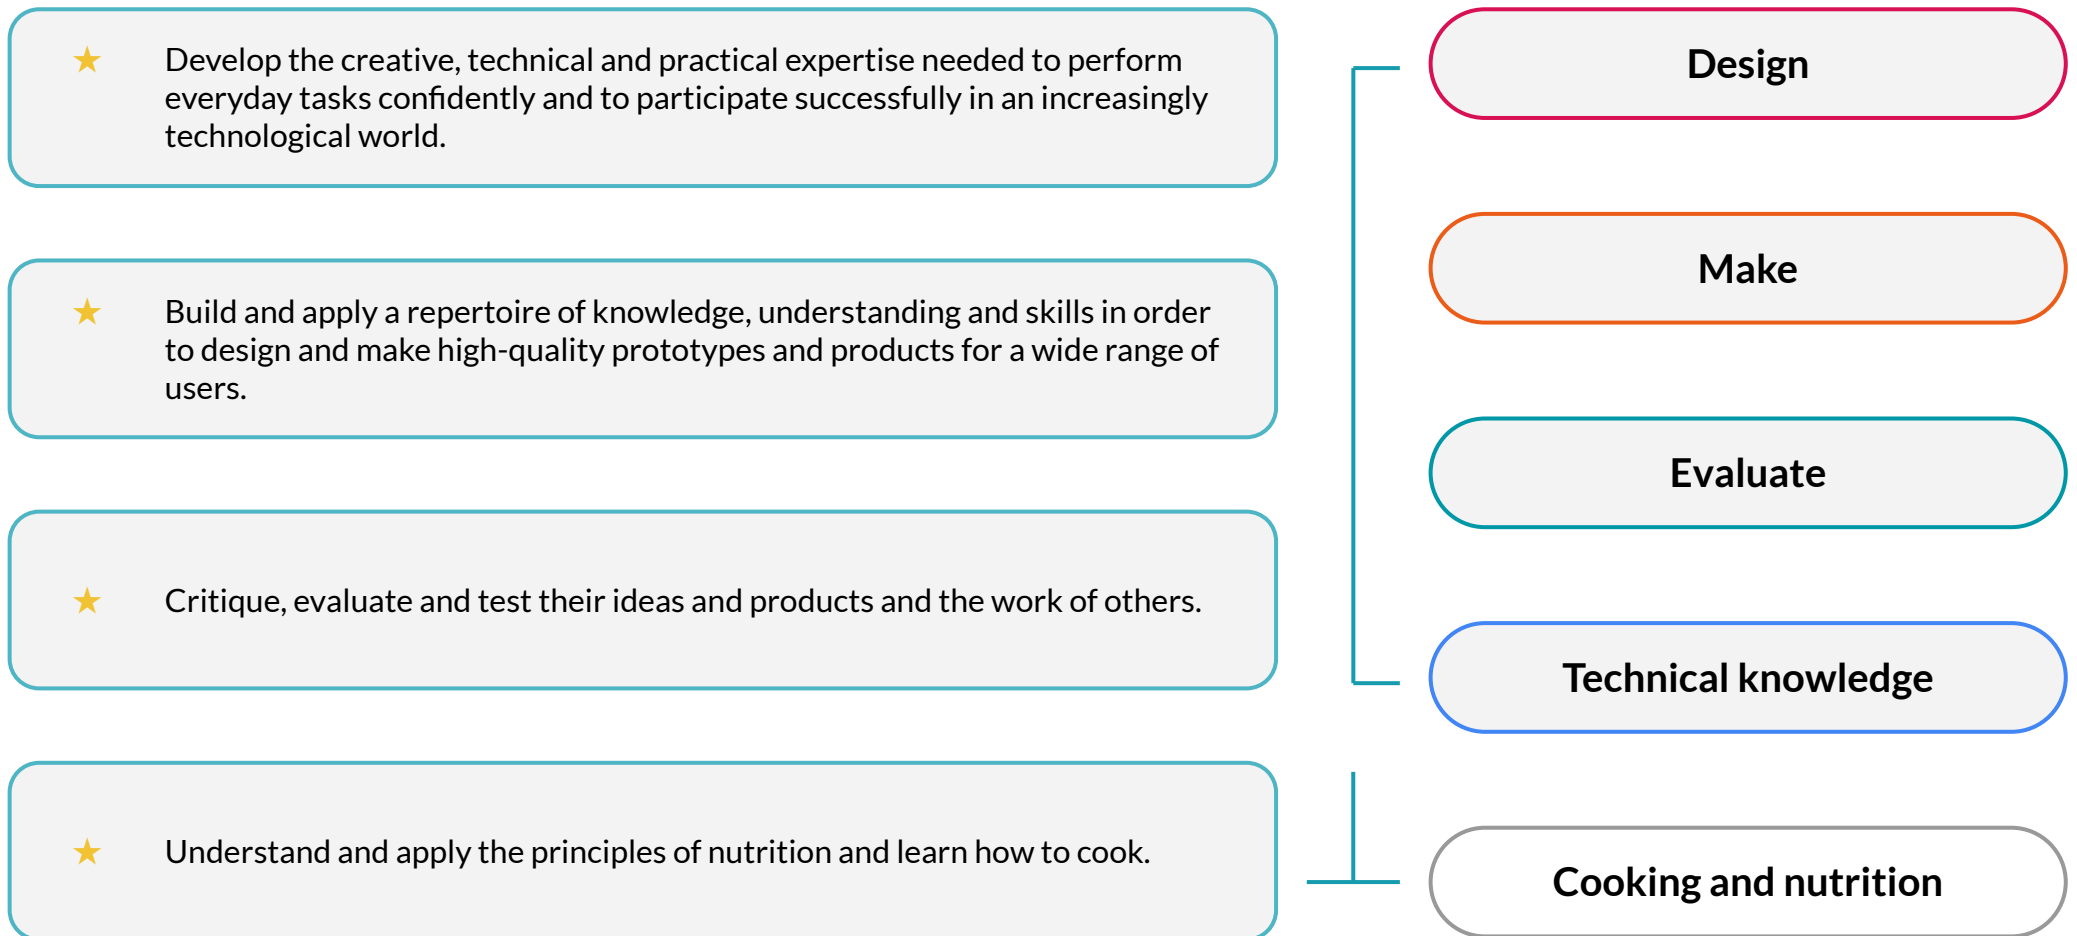 Develop the creative, technical and practical expertise needed to perform
everyday tasks confidently and to participate successfully in an increasingly
technological world.
Build and apply a repertoire of knowledge, understanding and skills in order
to design and make high-quality prototypes and products for a wide range of
users.
Critique, evaluate and test their ideas and products and the work of others.
Understand and apply the principles of nutrition and learn how to cook.
Design
Make
Evaluate
Technical knowledge
Cooking and nutrition